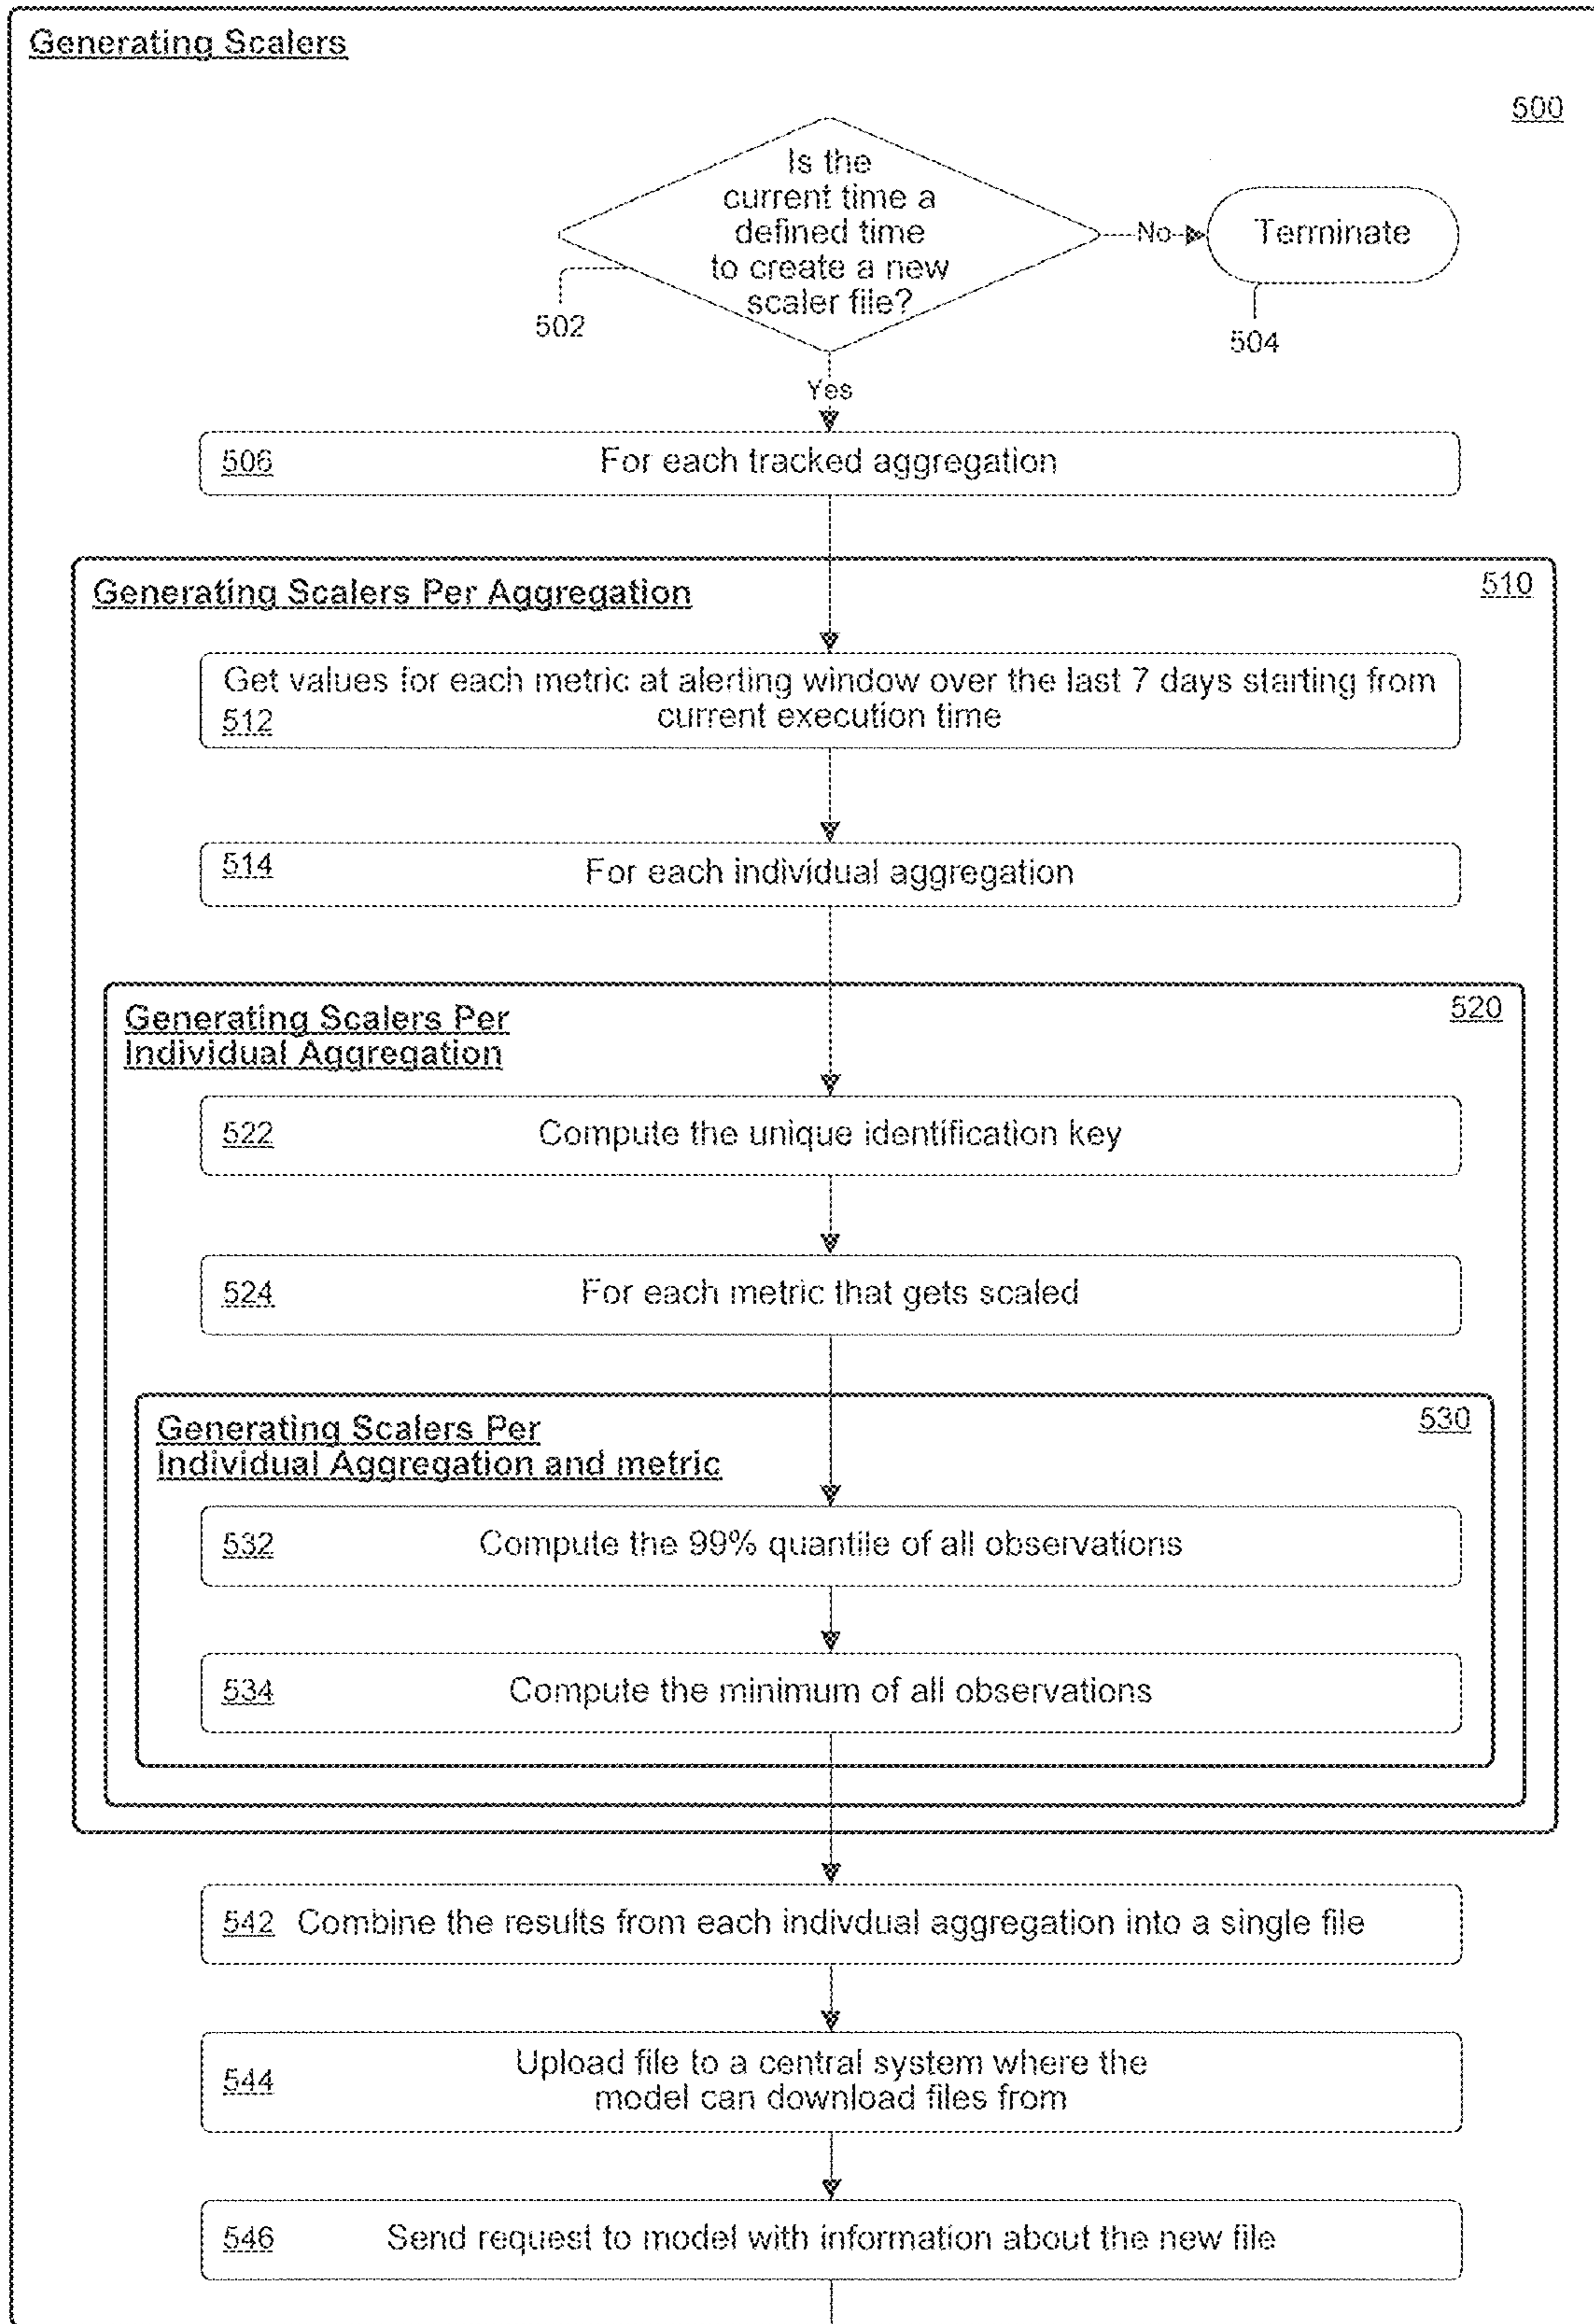 Generating Scalers
500
Is the
current time a
defined time
to create a new
scaler file?
No
Terminate
502
504
Yes
506 For each tracked aggregation
Generating Scalers Per Aggregation
510
Get values for each metric at alerting window over the last 7 days starting from
512 current execution time
514 For each individual aggregation
Generating Scalers Per
Individual Aggregation
520
522 Compute the unique identification key
524 For each metric that gets scaled
Generating Scalers Per
Individual Aggregation and metric
530
532 Compute the 99% quantile of all observations
534 Compute the minimum of all observations
542 Combine the results from each indivdual aggregation into a single file
Upload file to a central system where the
544 model can download files from
546 Send request to model with information about the new file